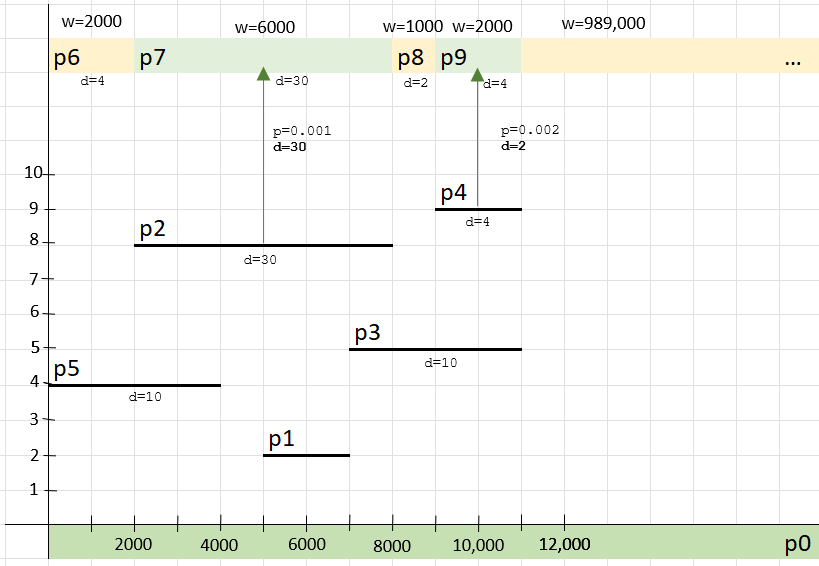 w=2000
w=6000
w=1000
w=2000
w=989,000
p6
p7
p8
p9
...
d=4
d=30
d=2
d=4
p=0.001
d=30
p=0.002
d=2
10
p4
9
d=4
p2
8
d=30
7
6
p3
5
d=10
p5
4
d=10
3
p1
2
1
2000
4000
6000
8000
10,000
12,000
p0